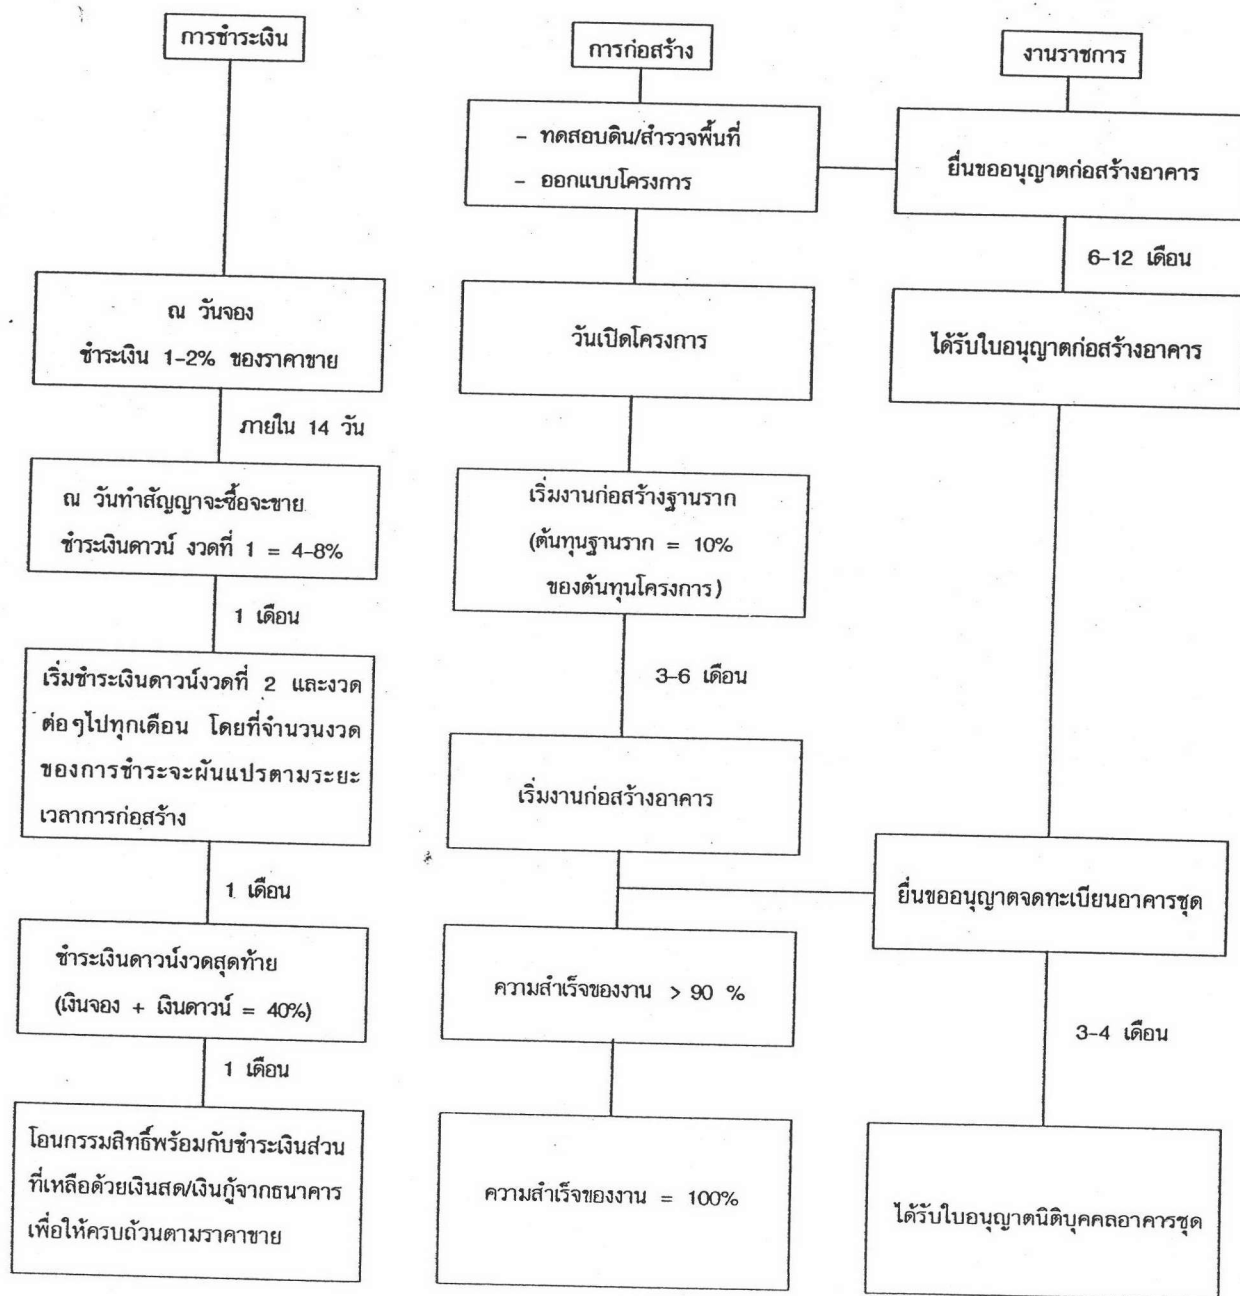 การชำระเงิน
ณ วันจอง
ชำระเงิน 1-2% ของราคาขาย
ภายใน 14 วัน
ณ วันทำสัญญาจะซื้อจะขาย
ชำระเงินดาวน์ งวดที่ 1 = 4-8%
1 เดือน
เริ่มชำระเงินดาวน์งวดที่ 2 และงวด
ต่อๆไปทุกเดือน โดยที่จำนวนงวด
ของการชำระจะผันแปรตามระยะ
เวลาการก่อสร้าง
1 เดือน
ชำระเงินดาวน์งวดสุดท้าย
(เงินจอง + เงินดาวน์ = 40%)
1 เดือน
โอนกรรมสิทธิ์พร้อมกับชำระเงินส่วน
ที่เหลือด้วยเงินสด/เงินกู้จากธนาคาร
เพื่อให้ครบถ้วนตามราคาขาย
การก่อสร้าง
- ทดสอบดิน/สำรวจพื้นที่
- ออกแบบโครงการ
วันเปิดโครงการ
เริ่มงานก่อสร้างฐานราก
(ต้นทุนฐานราก = 10%
ของต้นทุนโครงการ)
3-6 เดือน
เริ่มงานก่อสร้างอาคาร
ความสำเร็จของงาน > 90 %
ความสำเร็จของงาน = 100%
งานราชการ
ยื่นขออนุญาตก่อสร้างอาคาร
6-12 เดือน
ได้รับใบอนุญาตก่อสร้างอาคาร
ยื่นขออนุญาตจดทะเบียนอาคารชุด
3-4 เดือน
ได้รับใบอนุญาตนิติบุคคลอาคารชุด